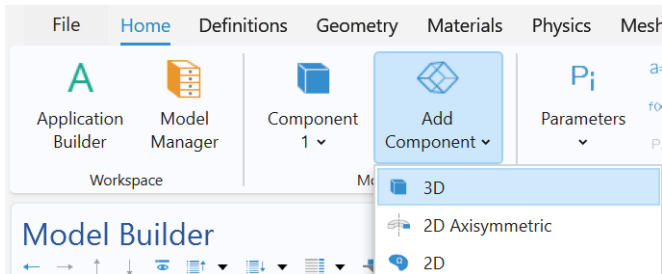 File Home Definitions Geometry Materials Physics Mesh
A Pi a=
Application Model Component Add Parameters
Builder Manager 1 Component
Workspace
3D
Model Builder
2D Axisymmetric
2D